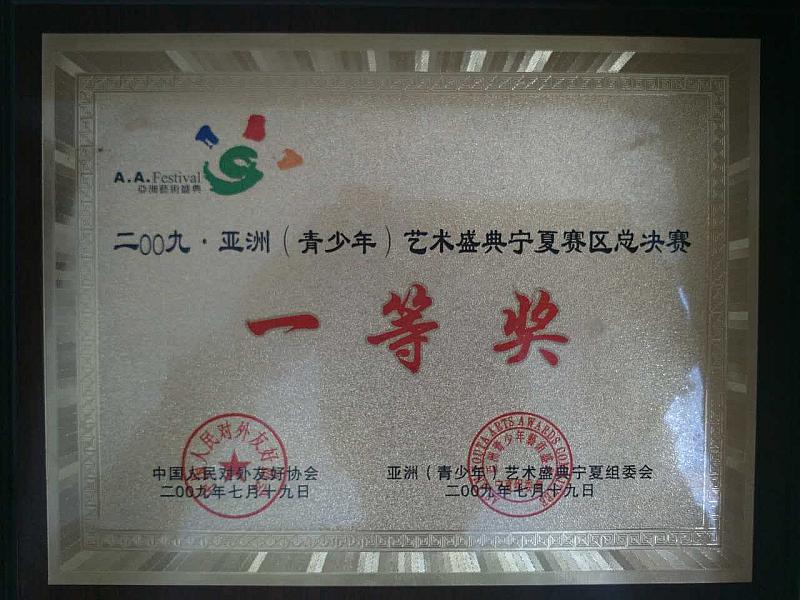 A.A.Festival
亞洲藝術盛典
二00九·亚洲（青少年）艺术盛典宁夏赛区总决赛
一等奖
中国人民对外友好协会
二00九年七月十九日
亚洲（青少年）艺术盛典宁夏组委会
二00九年七月十九日